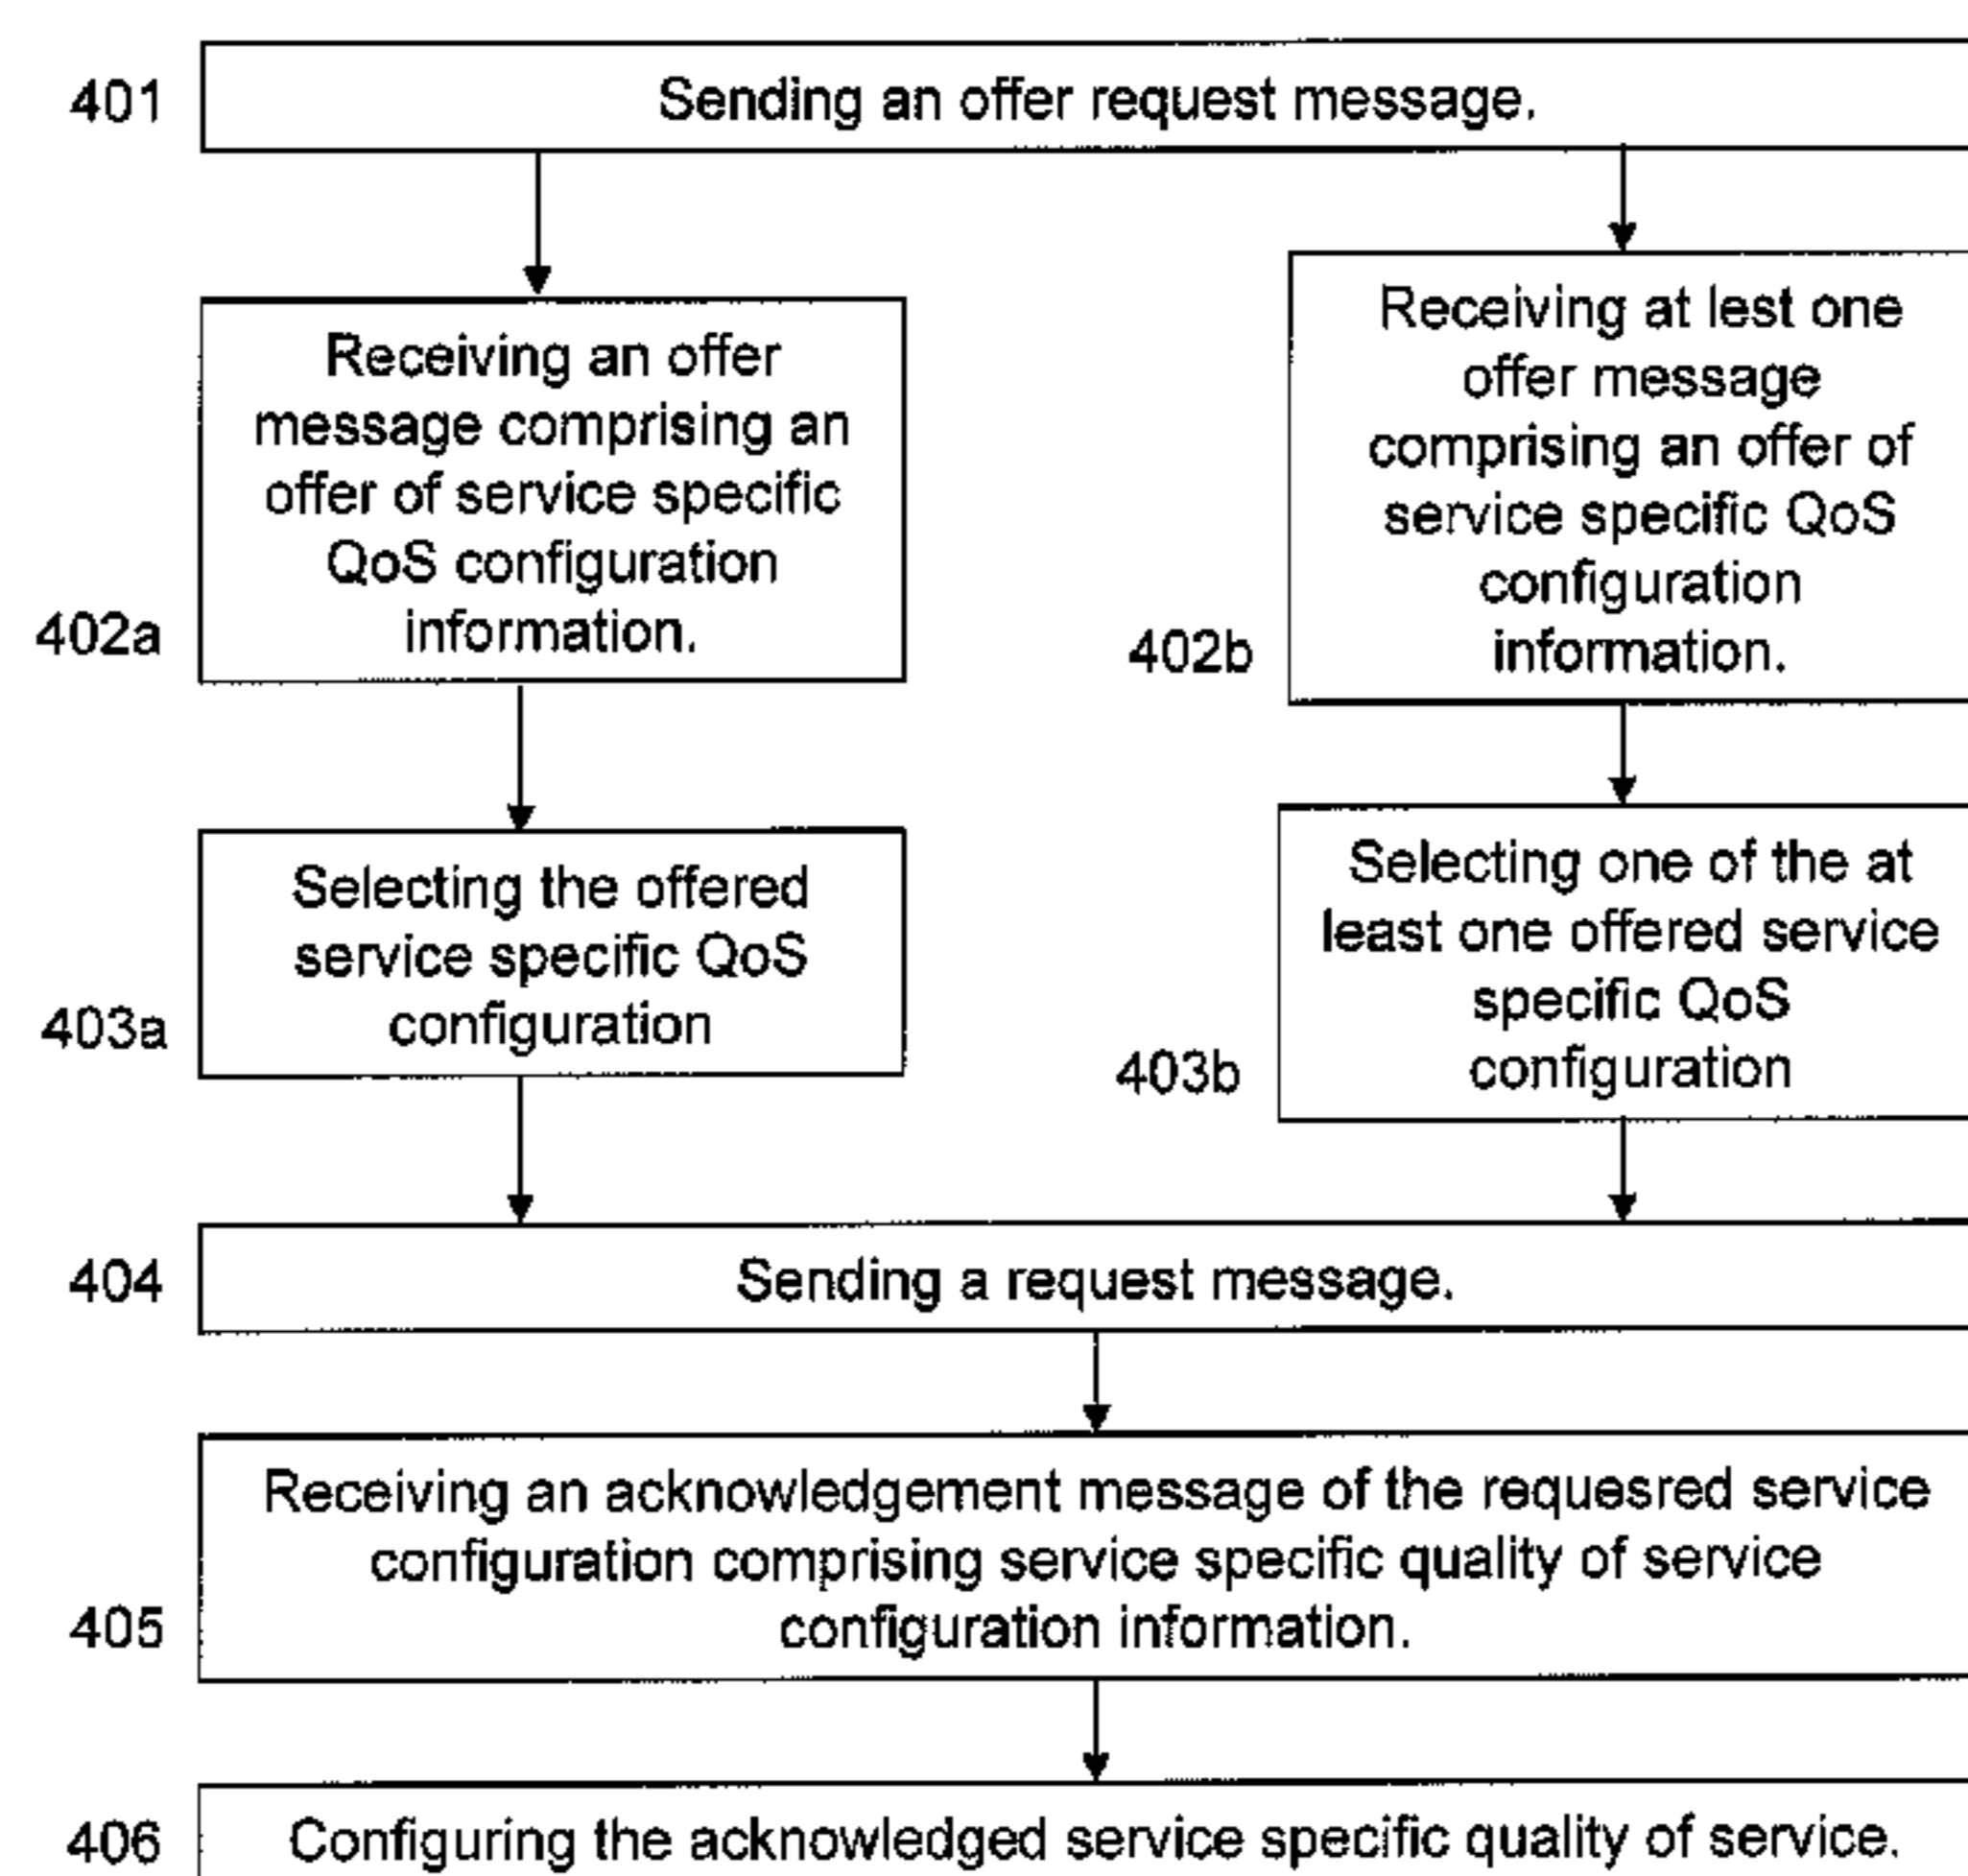 401
Sending an offer request message.
Receiving an offer
message comprising an
offer of service specific
QoS configuration
information.
402a
Receiving at lest one
offer message
comprising an offer of
service specific QoS
configuration
information.
402b
Selecting the offered
service specific QoS
configuration
403a
Selecting one of the at
least one offered service
specific QoS
configuration
403b
404
Sending a request message.
Receiving an acknowledgement message of the requesred service
configuration comprising service specific quality of service
configuration information.
405
406
Configuring the acknowledged service specific quality of service.